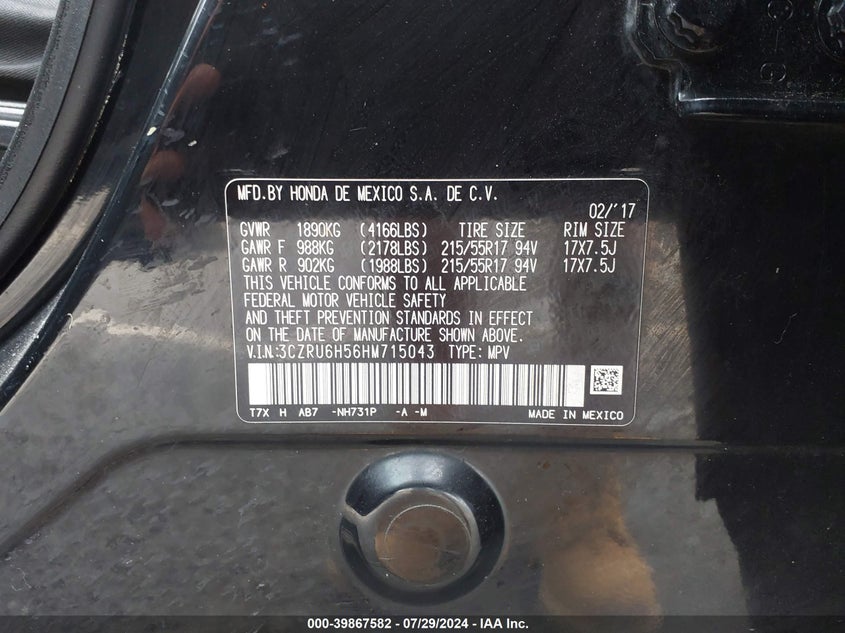 MFD.BY HONDA DE MEXICO S.A. DE C.V.
02/'17
GVWR 1890KG (4166LBS) TIRE SIZE RIM SIZE
GAWR F 988KG (2178LBS) 215/55R17 94V 17X7.5J
GAWR R 902KG (1988LBS) 215/55R17 94V 17X7.5J
THIS VEHICLE CONFORMS TO ALL APPLICABLE
FEDERAL MOTOR VEHICLE SAFETY
AND THEFT PREVENTION STANDARDS IN EFFECT
ON THE DATE OF MANUFACTURE SHOWN ABOVE.
V.I.N.:3CZRU6H56HM715043 TYPE: MPV
T7X H AB7 -NH731P -A -M MADE IN MEXICO
000-39867582 / 07/29/2024 - IAA Inc.